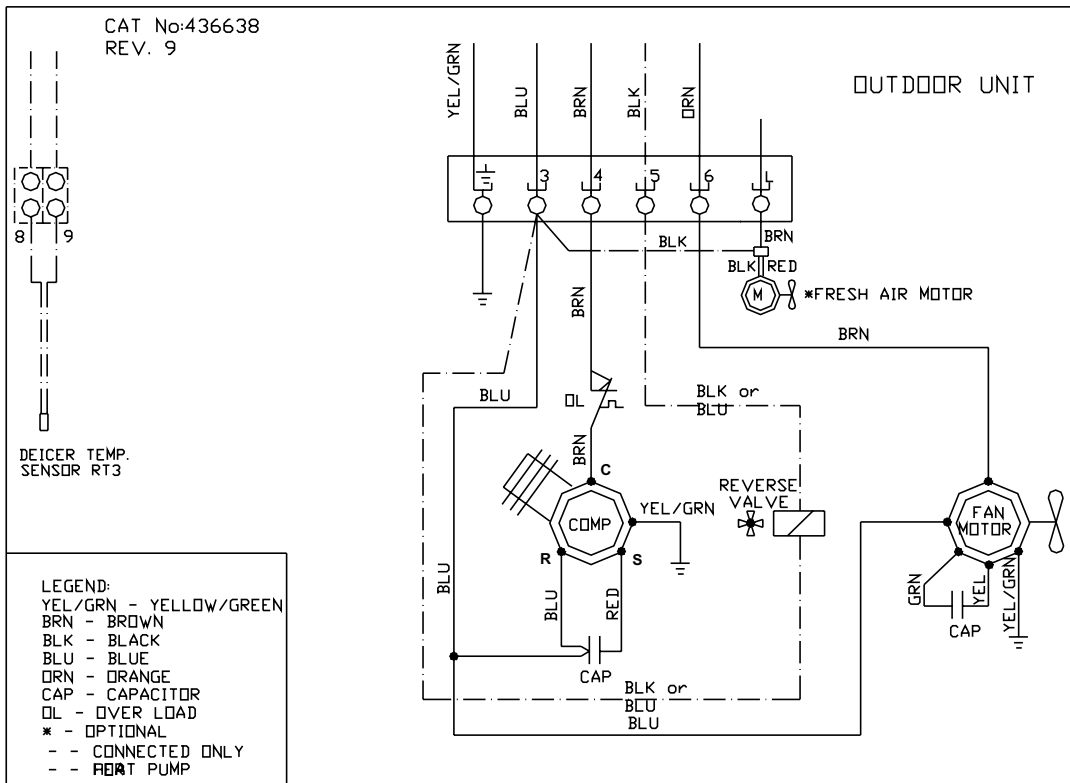 CAT No:436638
REV. 9
OUTDOOR UNIT
YEL/GRN
BLU
BRN
BLK
ORN
3
4
5
6
L
8
9
BLK
BRN
BLK
RED
M
*FRESH AIR MOTOR
BRN
BRN
BLU
OL
BLK or
BLU
BRN
C
DEICER TEMP.
SENSOR RT3
COMP
YEL/GRN
REVERSE
VALVE
FAN
MOTOR
R
S
BLU
BLU
RED
CAP
GRN
YEL
YEL/GRN
CAP
BLK or
BLU
BLU
LEGEND:
YEL/GRN - YELLOW/GREEN
BRN - BROWN
BLK - BLACK
BLU - BLUE
ORN - ORANGE
CAP - CAPACITOR
OL - OVER LOAD
* - OPTIONAL
- - CONNECTED ONLY
- - PUMP